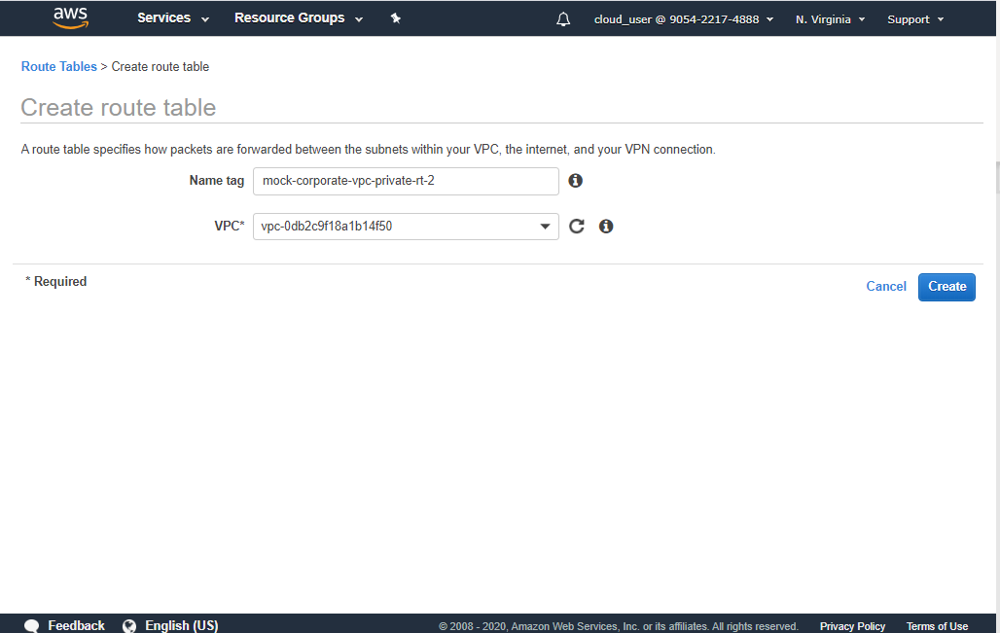 aws Services Resource Groups cloud_user @ 9054-2217-4888 N. Virginia Support
Route Tables > Create route table
Create route table
A route table specifies how packets are forwarded between the subnets within your VPC, the internet, and your VPN connection.
Name tag mock-corporate-vpc-private-rt-2
VPC* vpc-0db2c9f18a1b14f50
* Required
Cancel Create
Feedback English (US) © 2008 - 2020, Amazon Web Services, Inc. or its affiliates. All rights reserved. Privacy Policy Terms of Use